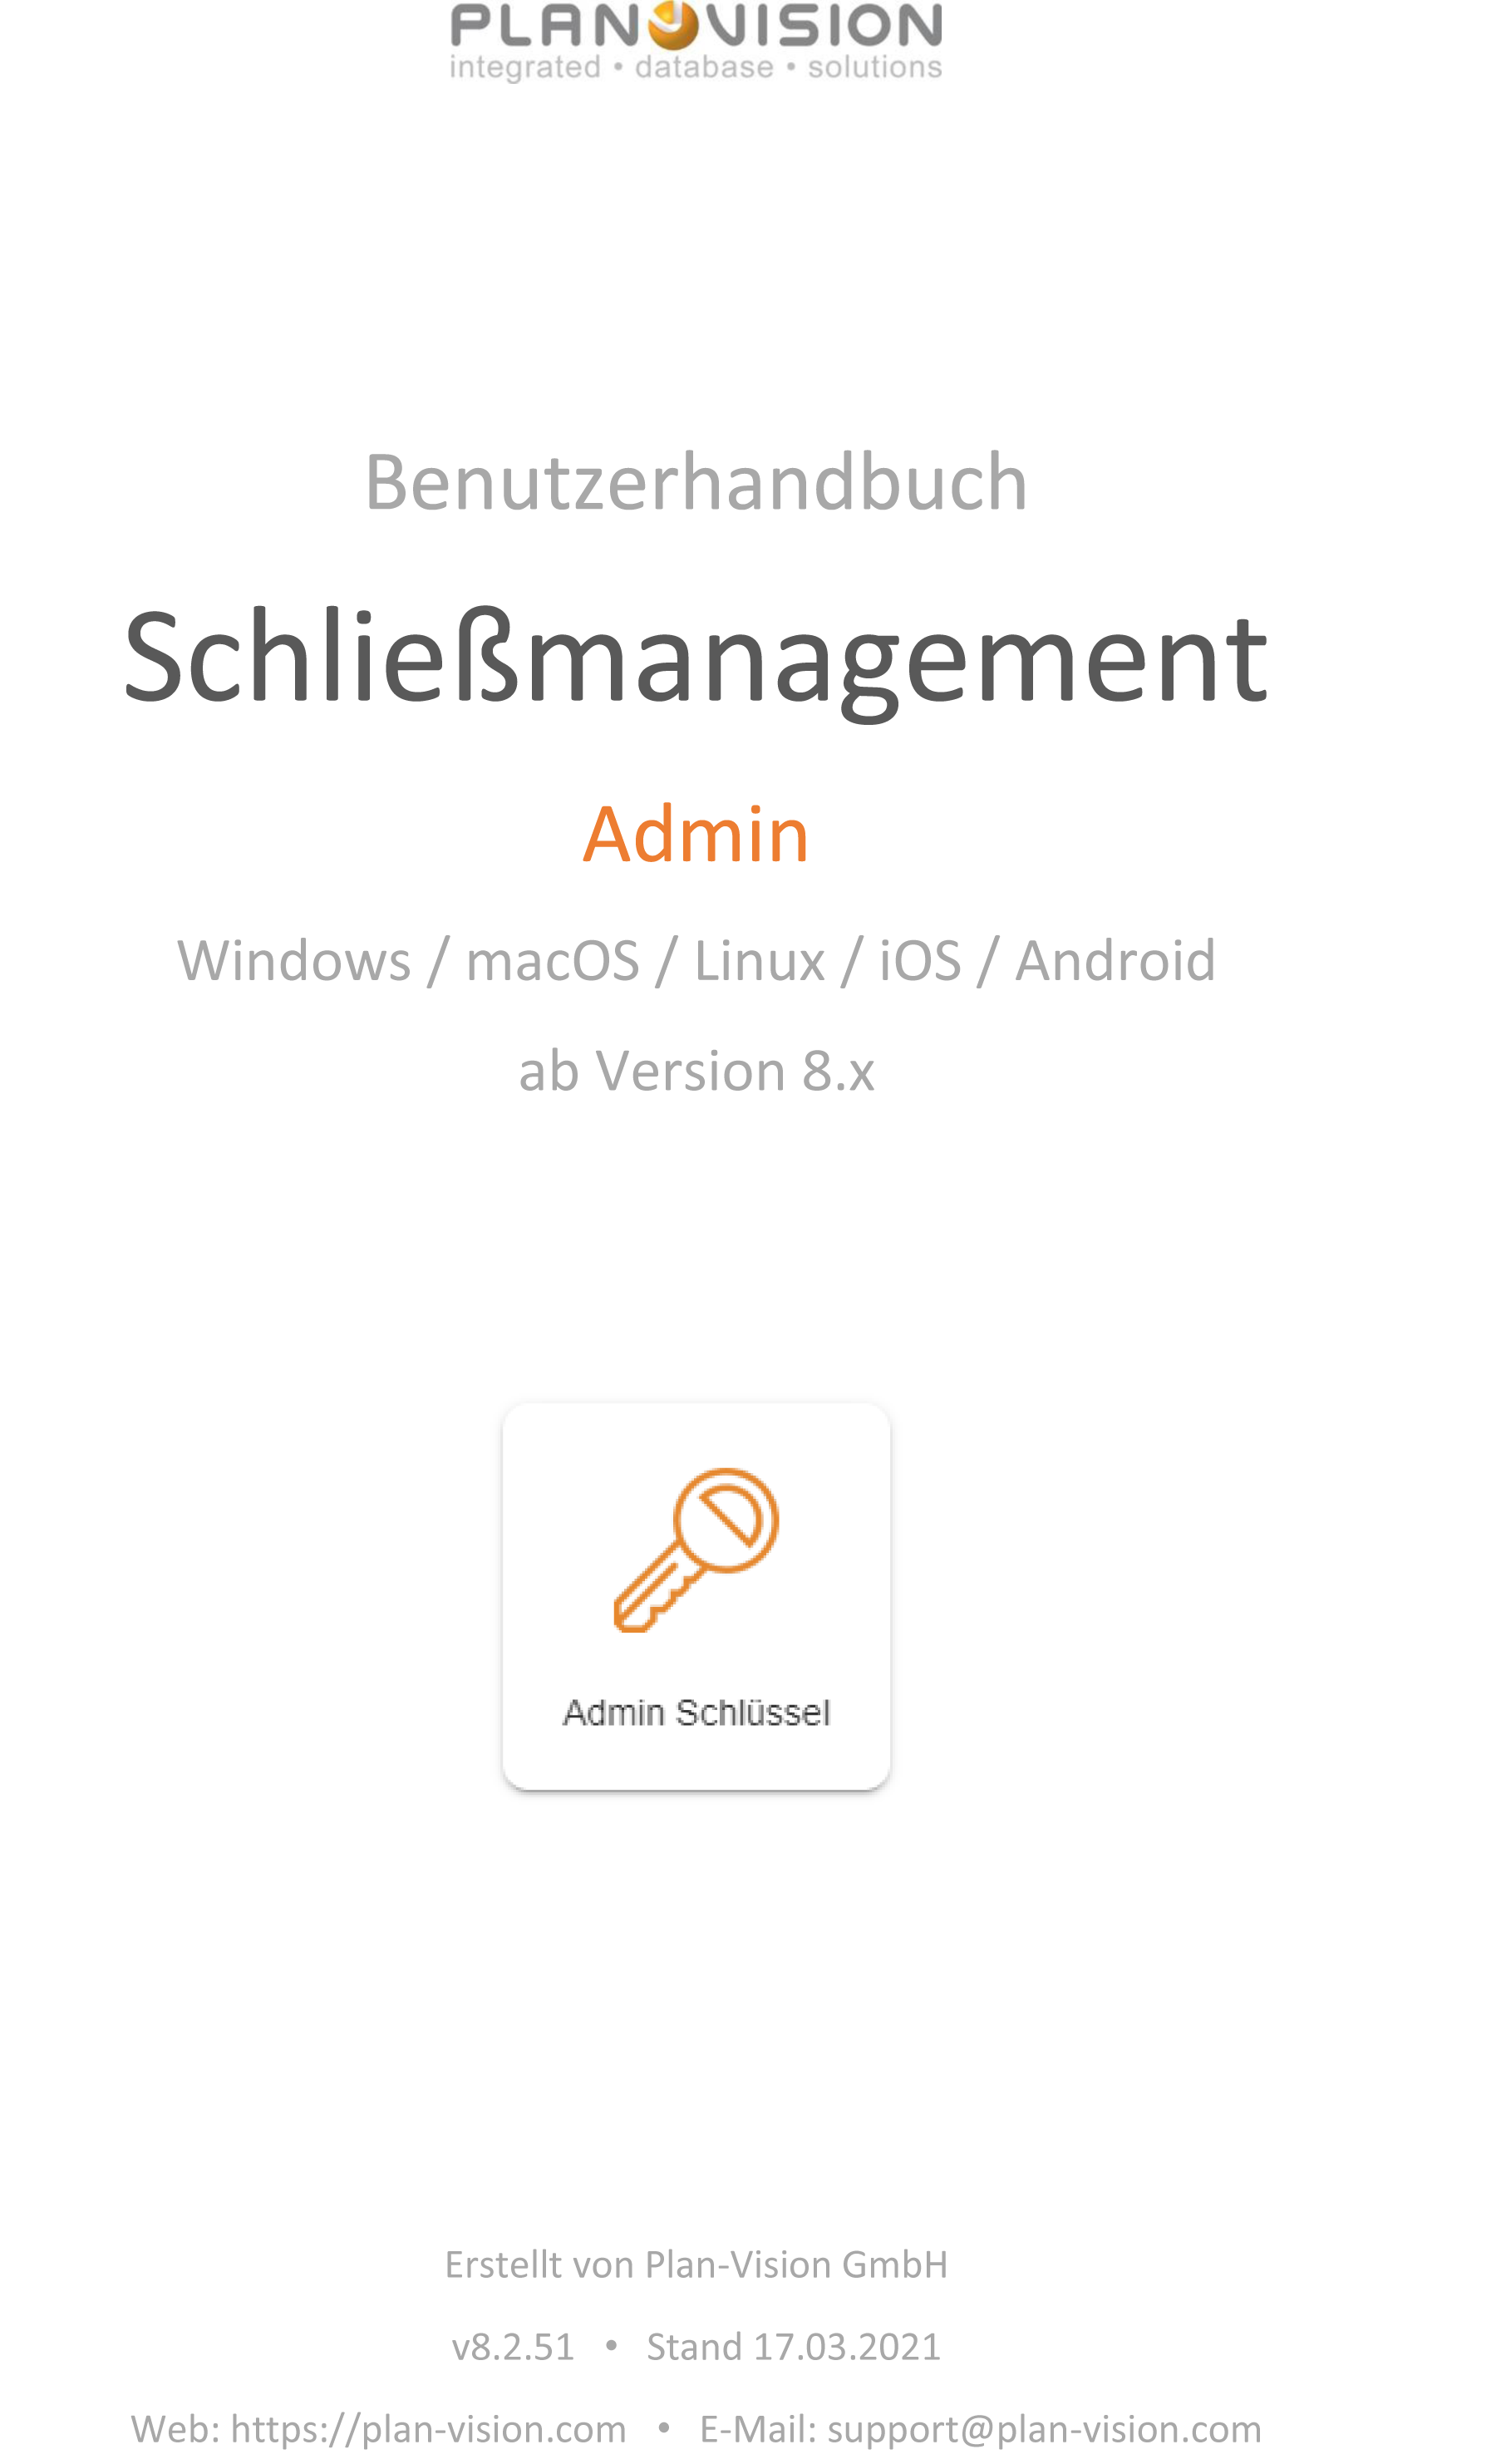 PLANVISION
integrated • database • solutions
Benutzerhandbuch
Schließmanagement
Admin
Windows / macOS / Linux / iOS / Android
ab Version 8.x
Admin Schlüssel
Erstellt von Plan-Vision GmbH
v8.2.51 • Stand 17.03.2021
Web: https://plan-vision.com • E-Mail: support@plan-vision.com